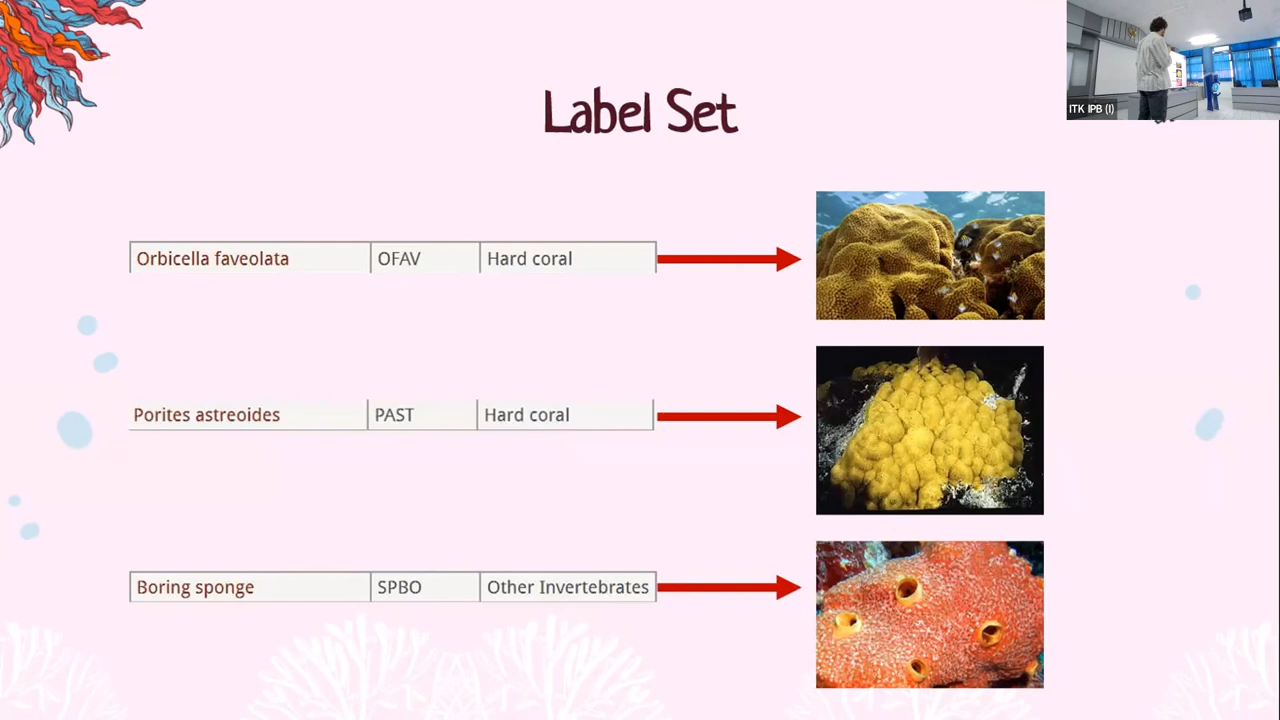 ITK IPB (I)
Label Set
Orbicella faveolata OFAV Hard coral
Porites astreoides PAST Hard coral
Boring sponge SPBO Other Invertebrates